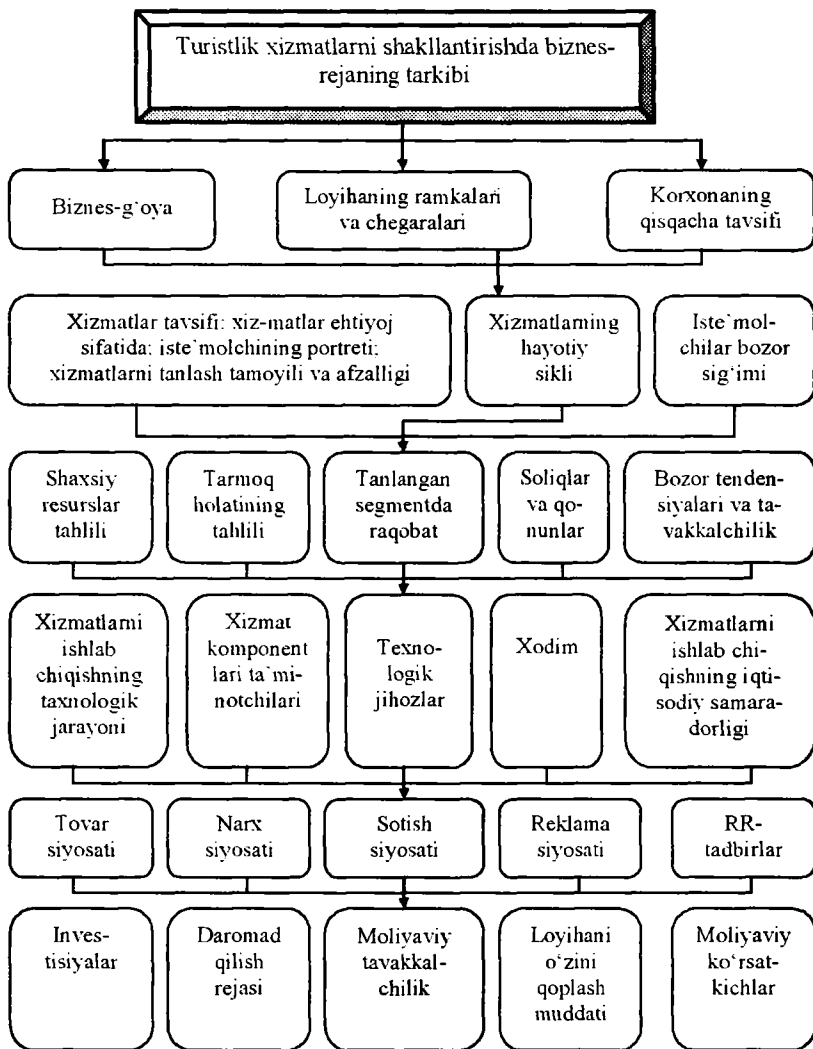 Turistlik xizmatlarni shakllantirishda biznes-
rejaning tarkibi
Biznes-g‘oya
Loyihaning ramkalari
va chegaralari
Korxonaning
qisqacha tavsifi
Xizmatlar tavsifi: xiz-matlar ehtiyoj
sifatida; iste`molchining portreti;
xizmatlarni tanlash tamoyili va afzalligi
Xizmatlarning
hayotiy
sikli
Iste`mol-
chilar bozor
sig‘imi
Shaxsiy
resurslar
tahlili
Tarmoq
holatining
tahlili
Tanlangan
segmentda
raqobat
Soliqlar
va qo-
nunlar
Bozor tenden-
siyalari va ta-
vakkalchilik
Xizmatlarni
ishlab
chiqishning
taxnologik
jarayoni
Xizmat
komponent
lari ta`mi-
notchilari
Texno-
logik
jihozlar
Xodim
Xizmatlarni
ishlab chi-
qishning iqti-
sodiy samara-
dorligi
Tovar
siyosati
Narx
siyosati
Sotish
siyosati
Reklama
siyosati
RR-
tadbirlar
Inves-
tisiyalar
Daromad
qilish
rejasi
Moliyaviy
tavakkal-
chilik
Loyihani
o‘zini
qoplash
muddati
Moliyaviy
ko‘rsat-
kichlar